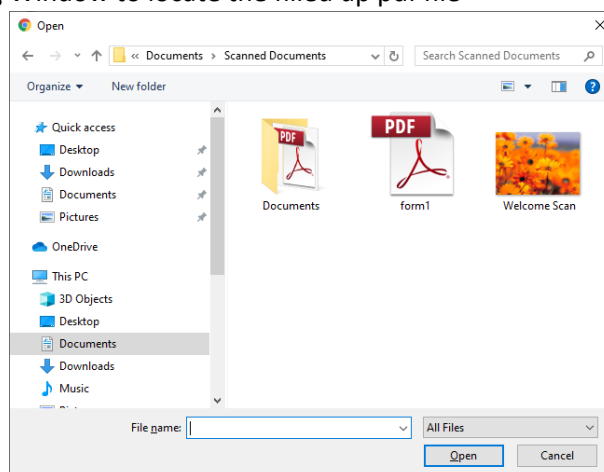 Window to locate the filled up pdf file
Open
« Documents › Scanned Documents
Search Scanned Documents
Organize
New folder
Quick access
Desktop
Downloads
Documents
Pictures
OneDrive
This PC
3D Objects
Desktop
Documents
Downloads
Music
PDF
Documents
PDF
form1
Welcome Scan
File name:
All Files
Open
Cancel